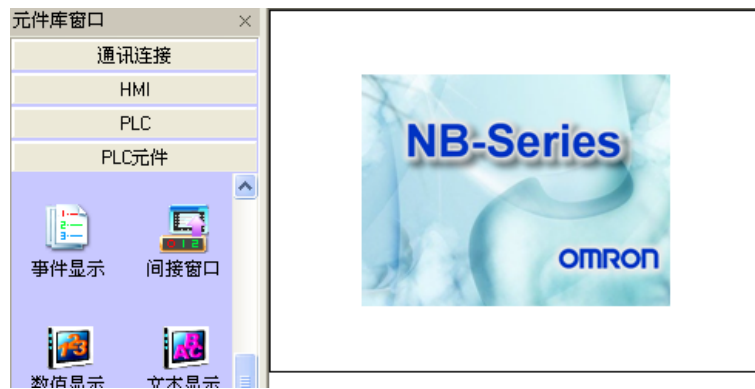 元件库窗口
通讯连接
HMI
PLC
PLC元件
事件显示
间接窗口
数值显示
文本显示
NB-Series
OMRON